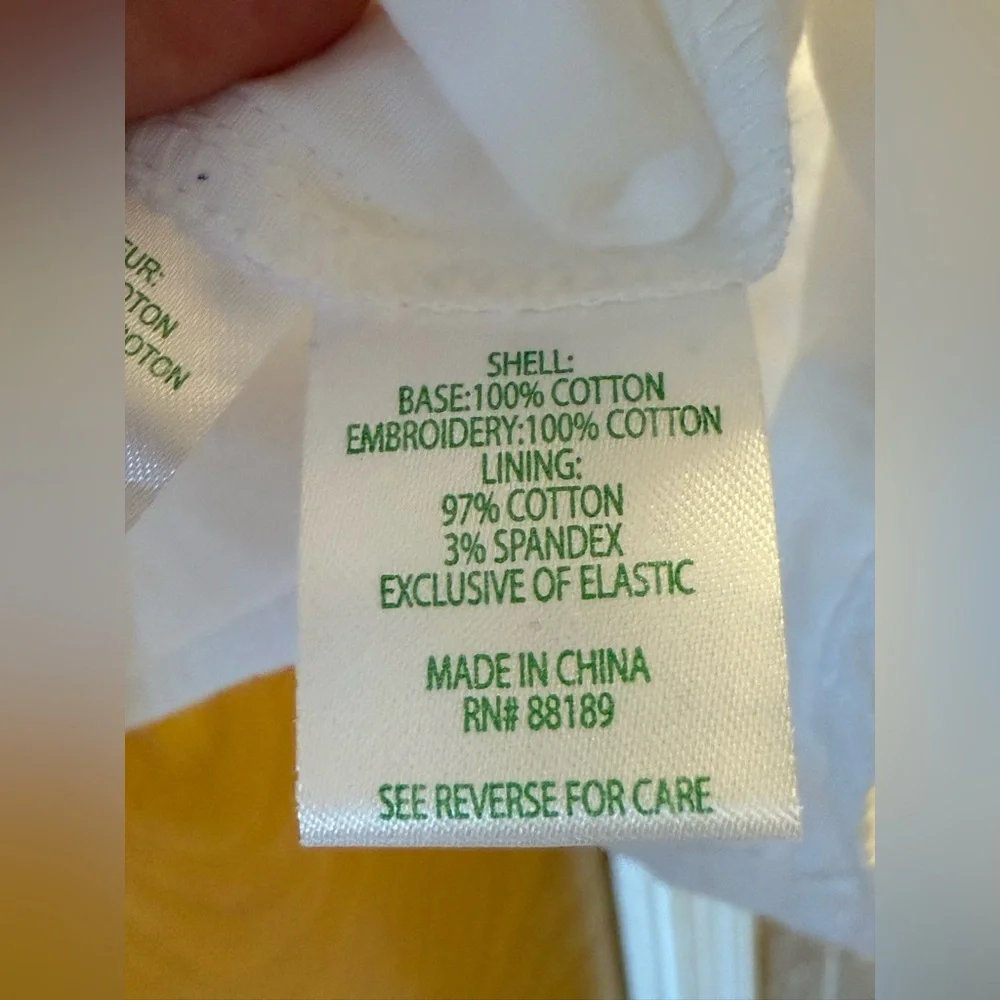 SHELL:
BASE:100% COTTON
EMBROIDERY:100% COTTON
LINING:
97% COTTON
3% SPANDEX
EXCLUSIVE OF ELASTIC
MADE IN CHINA
RN# 88189
SEE REVERSE FOR CARE